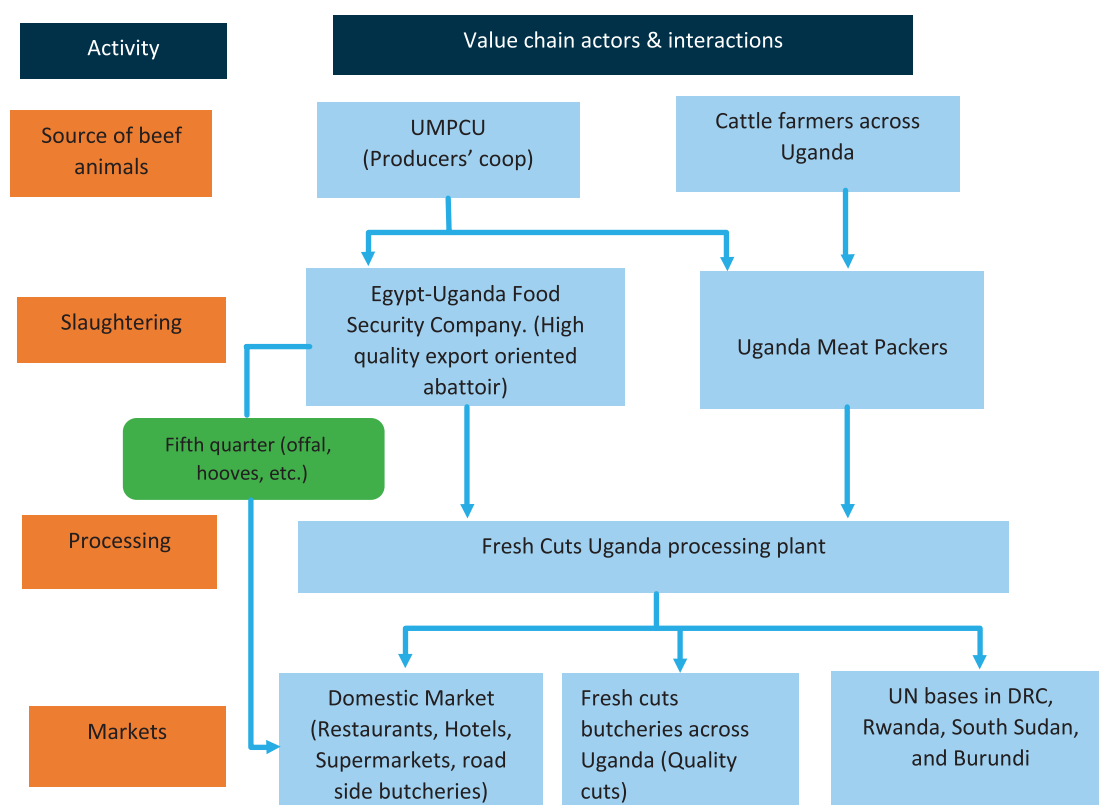 Activity
Value chain actors & interactions
Source of beef
animals
UMPCU
(Producers’ coop)
Cattle farmers across
Uganda
Slaughtering
Egypt-Uganda Food
Security Company. (High
quality export oriented
abattoir)
Uganda Meat Packers
Fifth quarter (offal,
hooves, etc.)
Processing
Fresh Cuts Uganda processing plant
Markets
Domestic Market
(Restaurants, Hotels,
Supermarkets, road
side butcheries)
Fresh cuts
butcheries across
Uganda (Quality
cuts)
UN bases in DRC,
Rwanda, South Sudan,
and Burundi